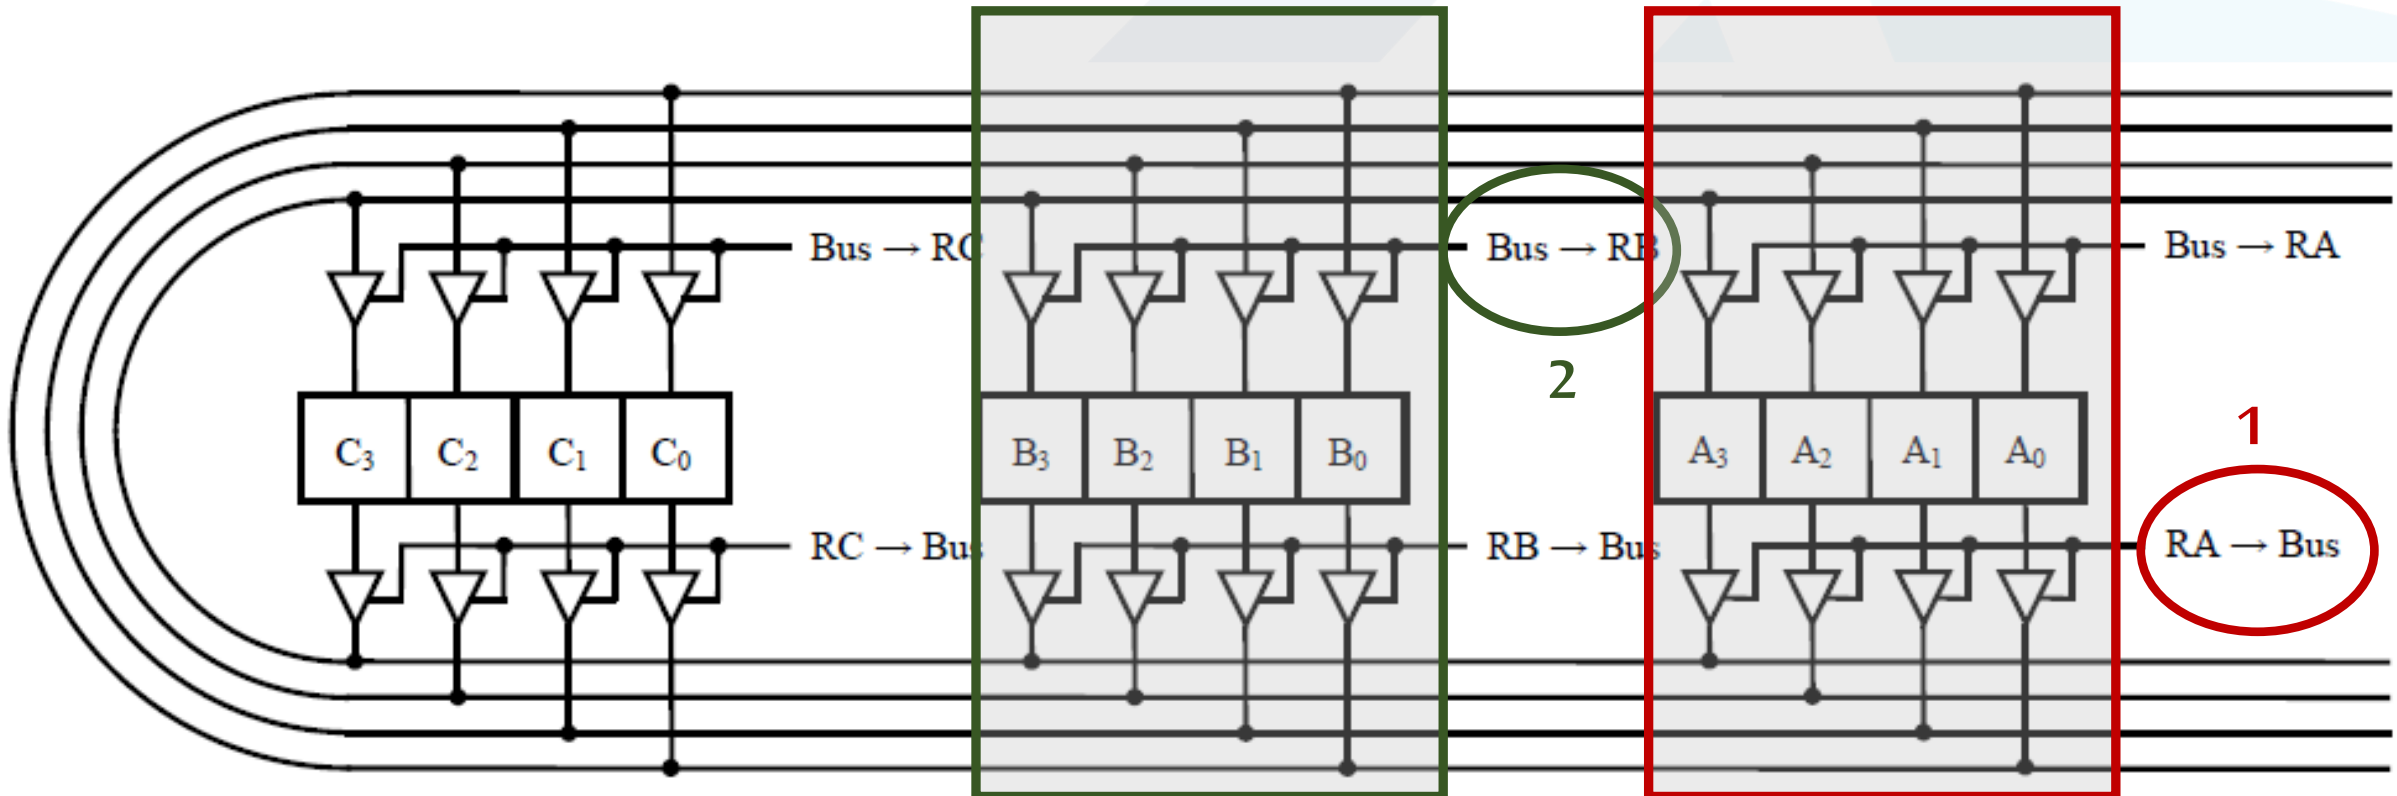 Bus → RC
Bus → RB
Bus → RA
2
C3 C2 C1 C0
B3 B2 B1 B0
A3 A2 A1 A0
1
RC → Bus
RB → Bus
RA → Bus